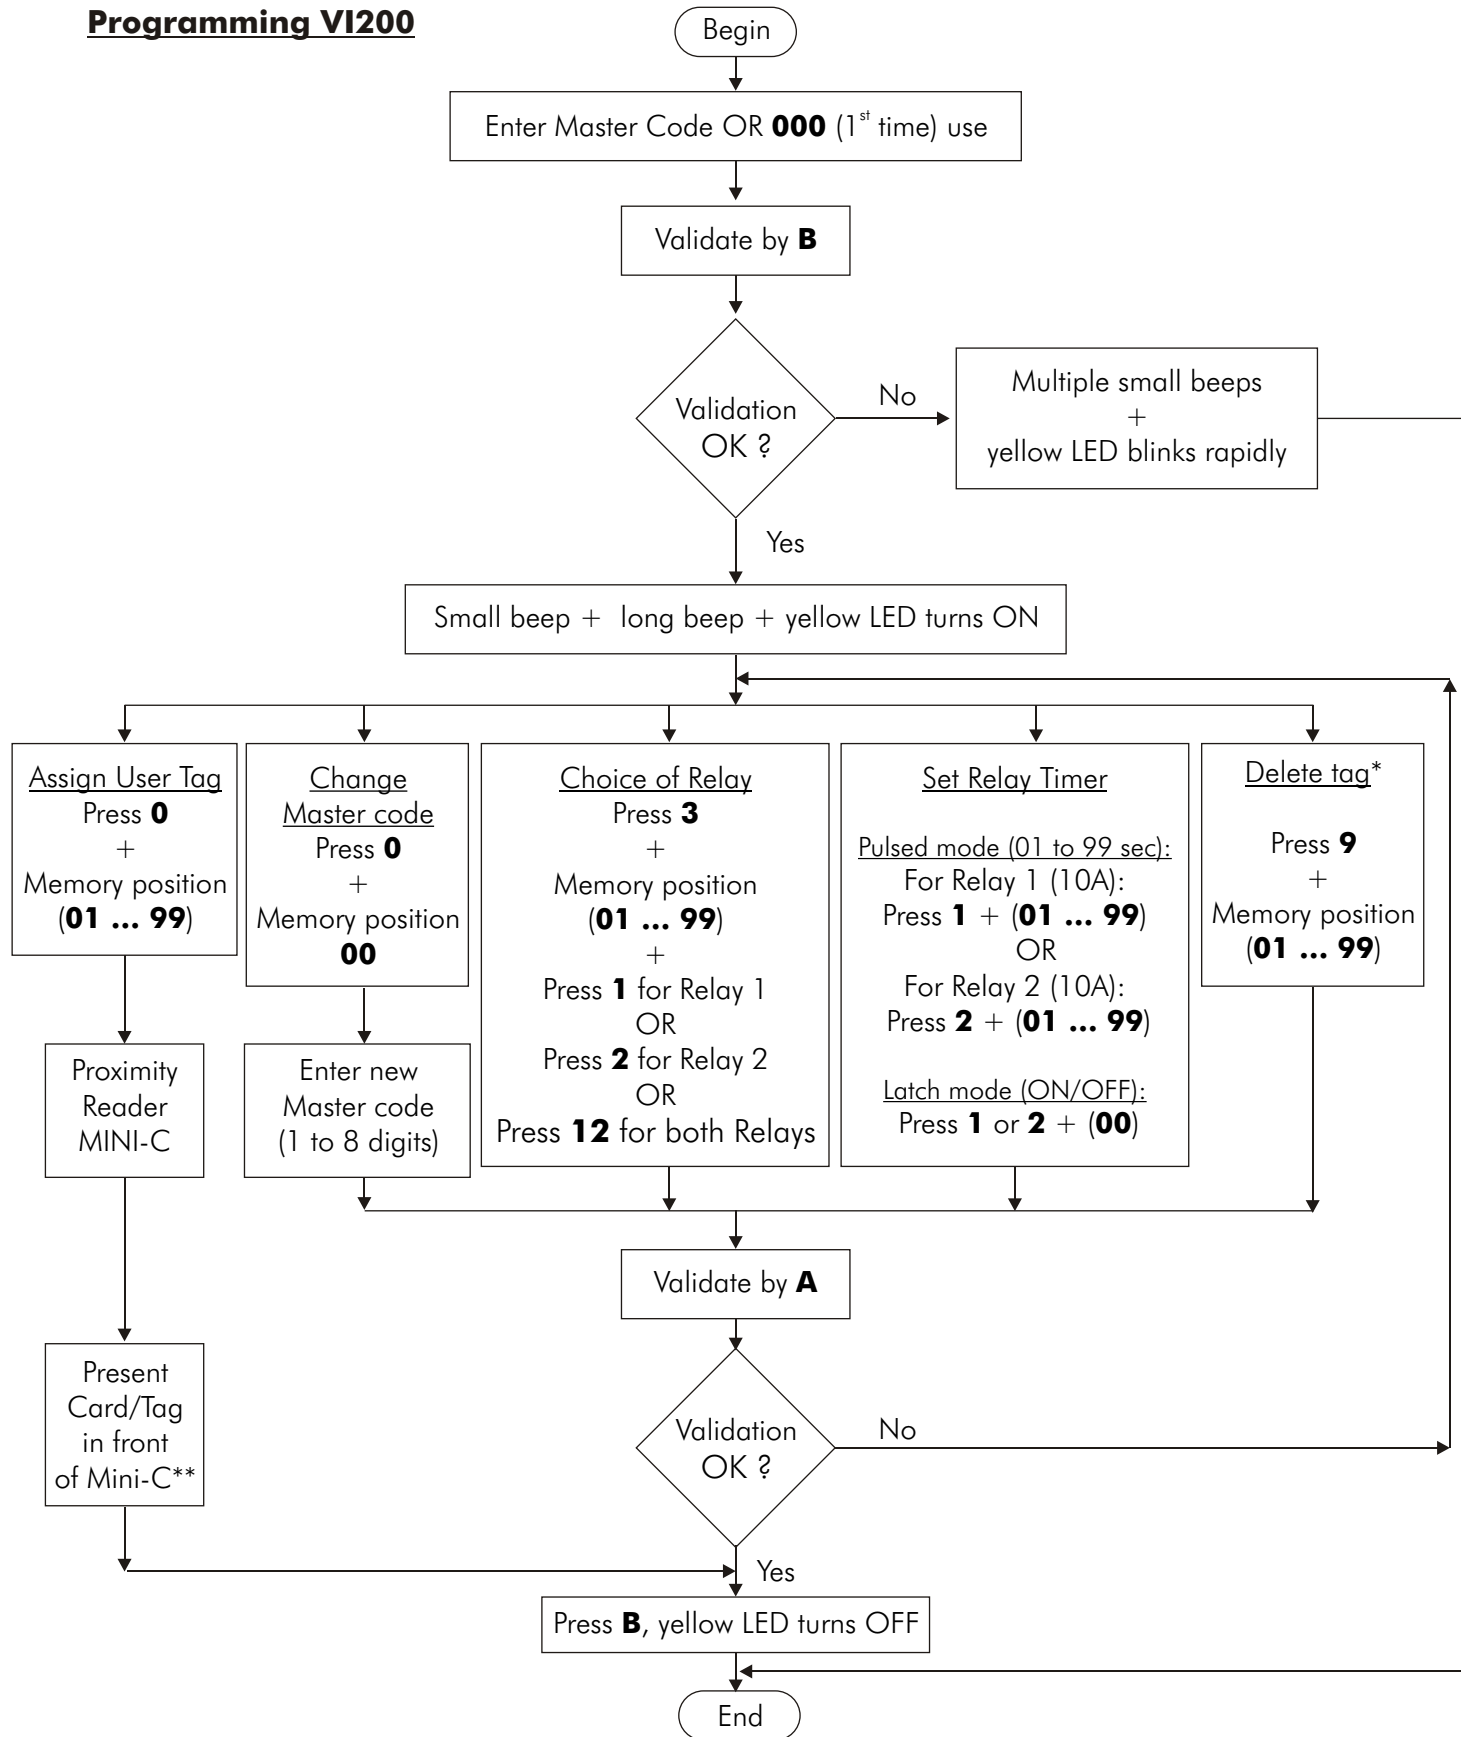 Programming VI200
Begin
Enter Master Code OR 000 (1st time) use
Validate by B
Validation
OK ?
No
Multiple small beeps
+
yellow LED blinks rapidly
Yes
Small beep + long beep + yellow LED turns ON
Assign User Tag
Press 0
+
Memory position
(01 ... 99)
Proximity
Reader
MINI-C
Present
Card/Tag
in front
of Mini-C**
Change
Master code
Press 0
+
Memory position
00
Enter new
Master code
(1 to 8 digits)
Choice of Relay
Press 3
+
Memory position
(01 ... 99)
+
Press 1 for Relay 1
OR
Press 2 for Relay 2
OR
Press 12 for both Relays
Set Relay Timer
Pulsed mode (01 to 99 sec):
For Relay 1 (10A):
Press 1 + (01 ... 99)
OR
For Relay 2 (10A):
Press 2 + (01 ... 99)
Latch mode (ON/OFF):
Press 1 or 2 + (00)
Delete tag*
Press 9
+
Memory position
(01 ... 99)
Validate by A
Validation
OK ?
No
Yes
Press B, yellow LED turns OFF
End